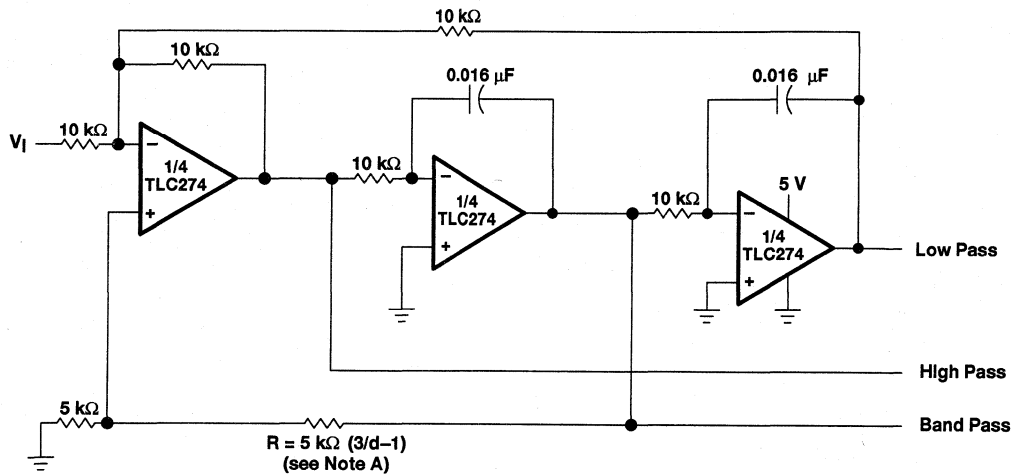 10 kΩ
10 kΩ
0.016 μF
0.016 μF
10 kΩ
VI
−
1/4
TLC274
+
10 kΩ
−
1/4
TLC274
+
10 kΩ
5 V
−
1/4
TLC274
+
Low Pass
High Pass
5 kΩ
Band Pass
R = 5 kΩ (3/d–1)
(see Note A)